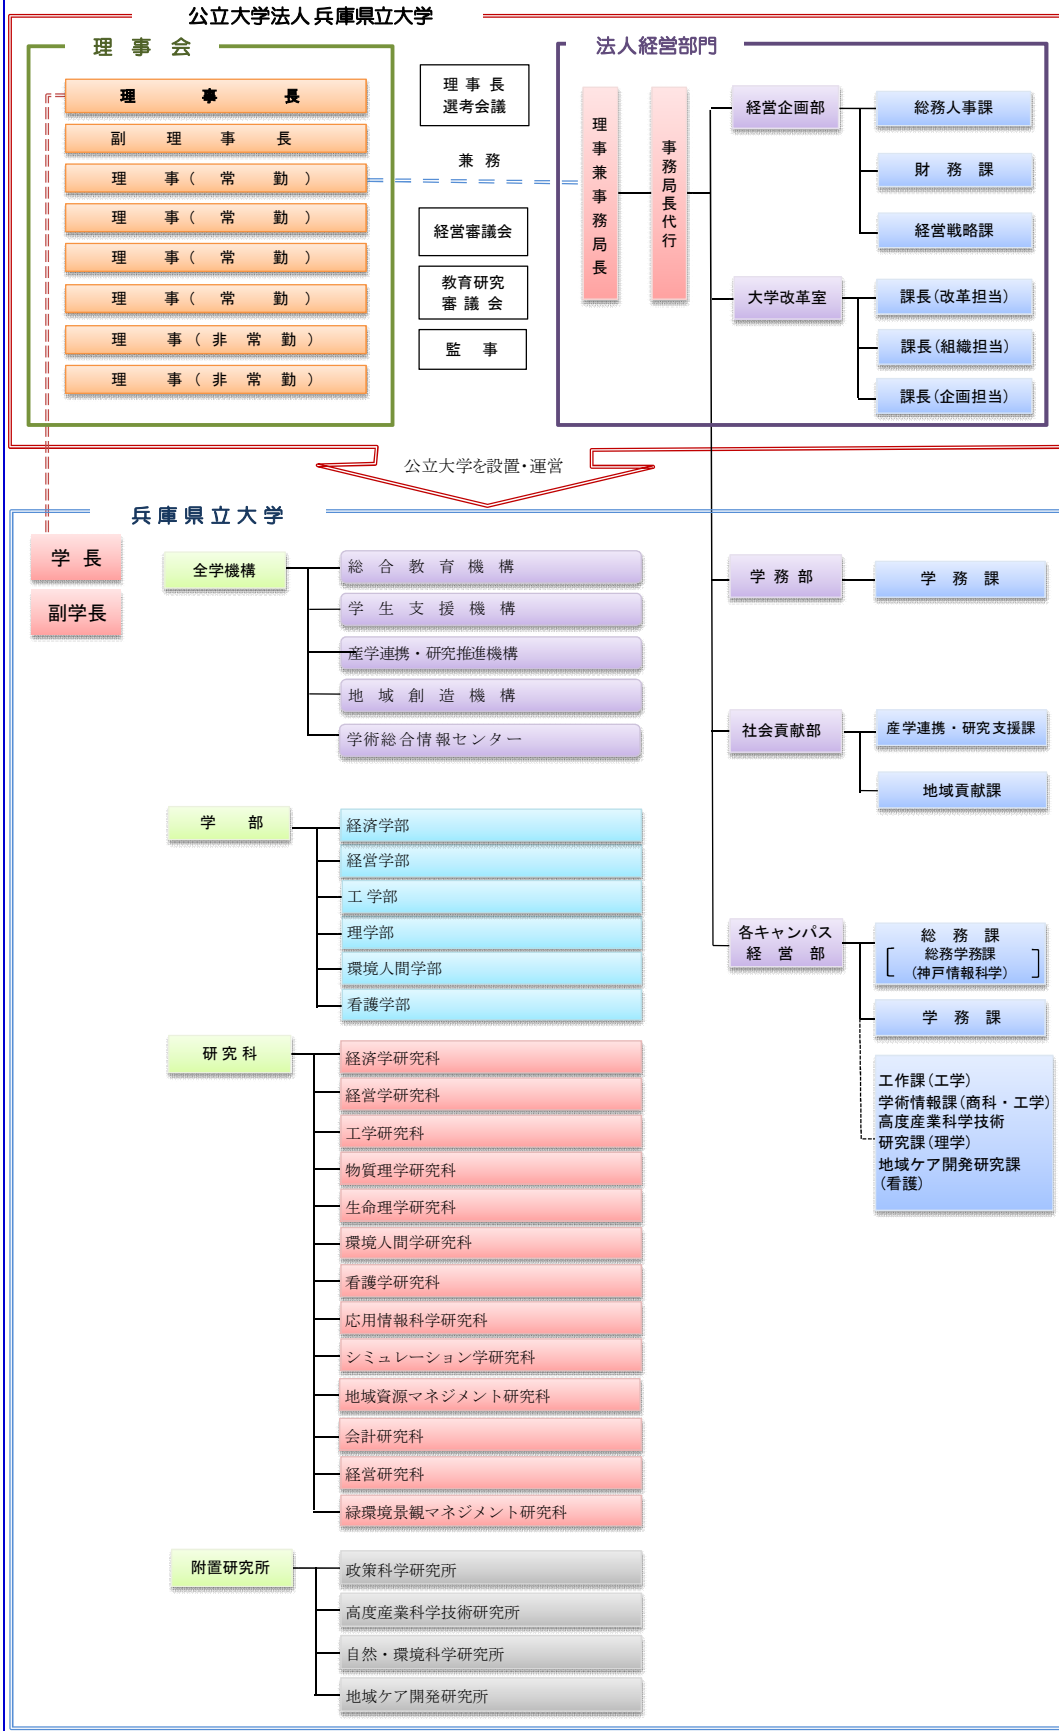 公立大学法人 兵庫県立大学
理事会
理事長
副理事長
理事(常勤)
理事(常勤)
理事(常勤)
理事(常勤)
理事(非常勤)
理事(非常勤)
理事長
選考会議
兼務
経営審議会
教育研究
審議会
監事
法人経営部門
理事兼事務局長
事務局長代行
経営企画部
総務人事課
財務課
経営戦略課
大学改革室
課長(改革担当)
課長(組織担当)
課長(企画担当)
公立大学を設置・運営
兵庫県立大学
学長
副学長
全学機構
総合教育機構
学生支援機構
産学連携・研究推進機構
地域創造機構
学術総合情報センター
学部
経済学部
経営学部
工学部
理学部
環境人間学部
看護学部
研究科
経済学研究科
経営学研究科
工学研究科
物質理学研究科
生命理学研究科
環境人間学研究科
看護学研究科
応用情報科学研究科
シミュレーション学研究科
地域資源マネジメント研究科
会計研究科
経営研究科
緑環境景観マネジメント研究科
附置研究所
政策科学研究所
高度産業科学技術研究所
自然・環境科学研究所
地域ケア開発研究所
学務部
学務課
社会貢献部
産学連携・研究支援課
地域貢献課
各キャンパス
経営部
総務課
総務学務課
(神戸情報科学)
学務課
工作課(工学)
学術情報課(商科・工学)
高度産業科学技術
研究課(理学)
地域ケア開発研究課
(看護)